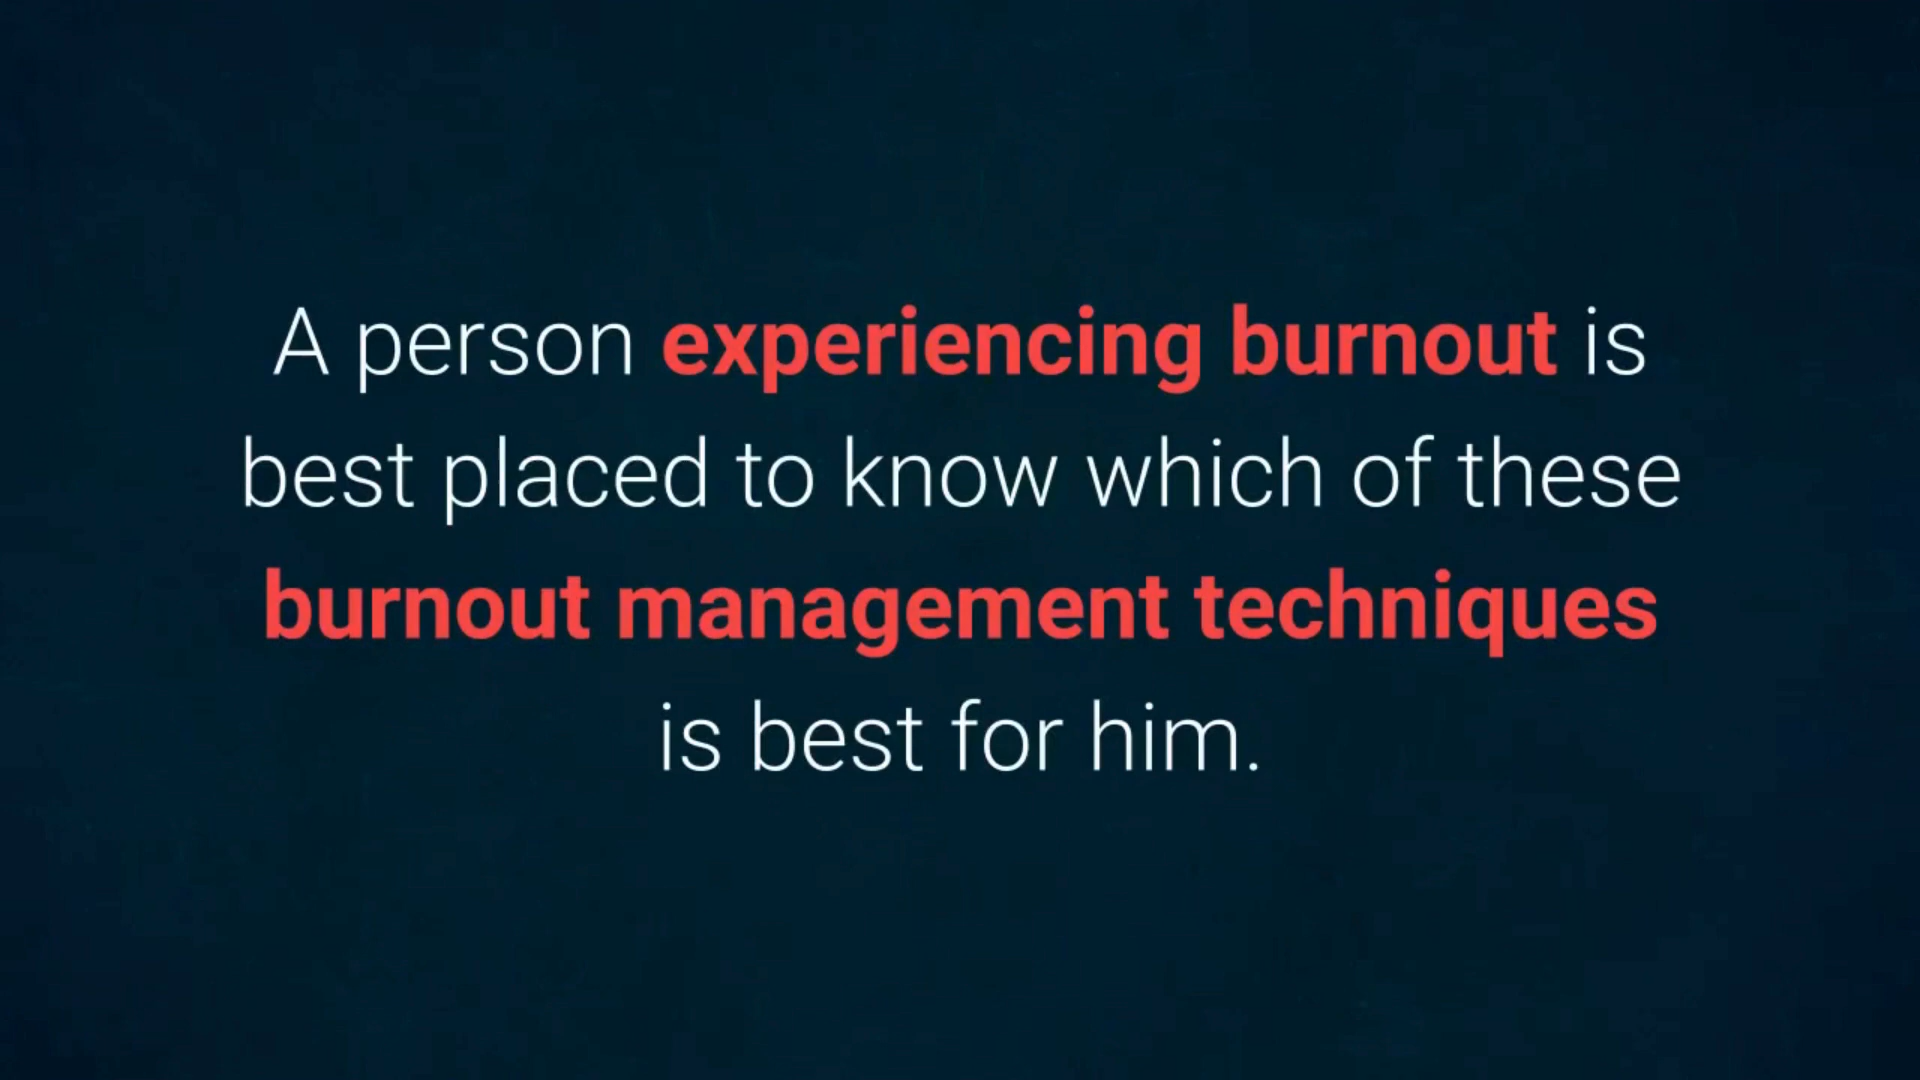 A person experiencing burnout is
best placed to know which of these
burnout management techniques
is best for him.